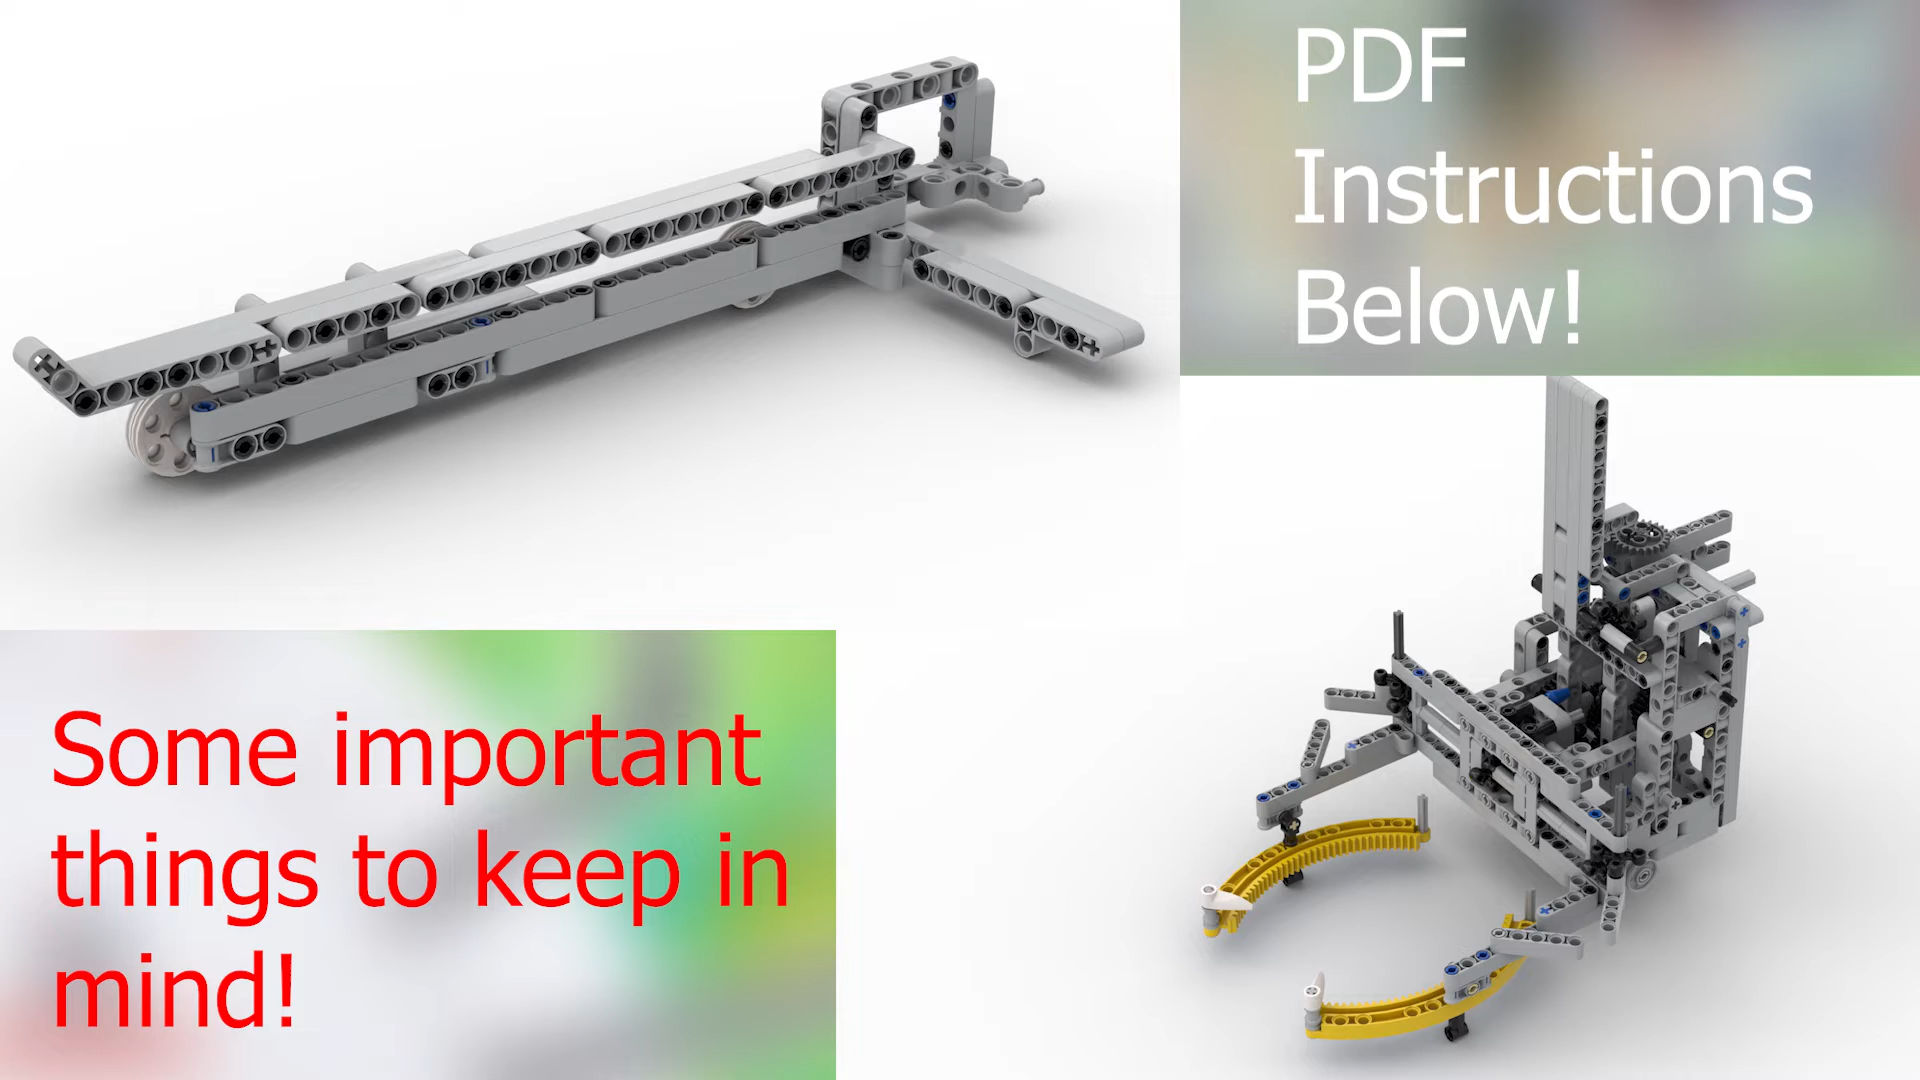 PDF
Instructions
Below!
Some important
things to keep in
mind!